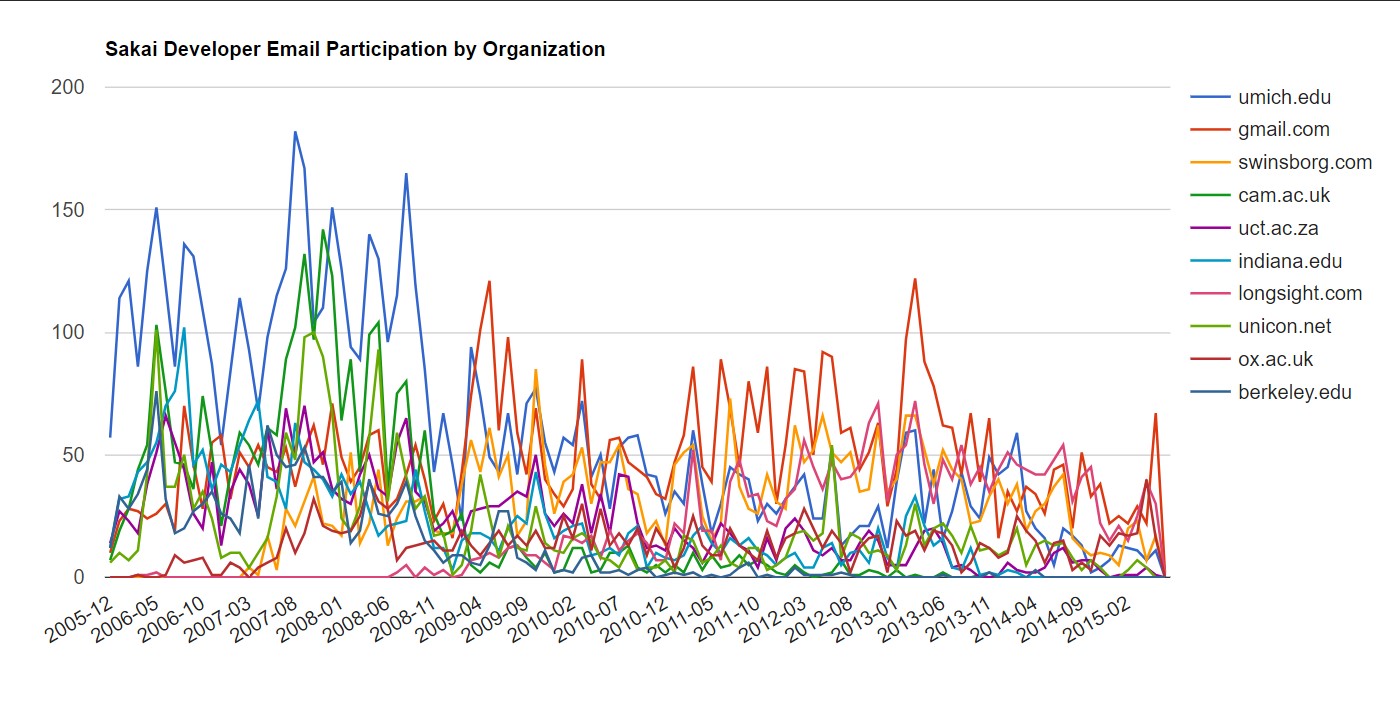 Sakai Developer Email Participation by Organization
200
150
100
50
0
2005-12
2006-05
2006-10
2007-03
2007-08
2008-01
2008-06
2008-11
2009-04
2009-09
2010-02
2010-07
2010-12
2011-05
2011-10
2012-03
2012-08
2013-01
2013-06
2013-11
2014-04
2014-09
2015-02
umich.edu
gmail.com
swinsborg.com
cam.ac.uk
uct.ac.za
indiana.edu
longsight.com
unicon.net
ox.ac.uk
berkeley.edu